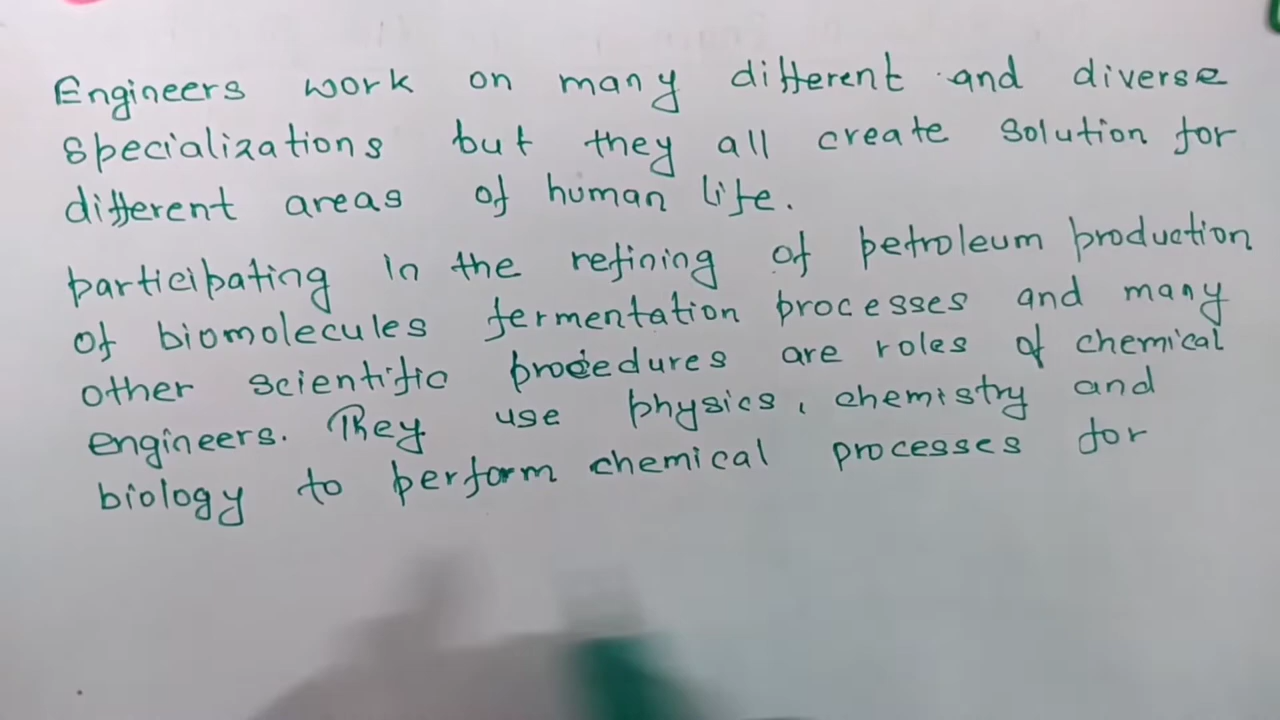 Engineers work on many different and diverse
specializations but they all create solution for
different areas of human life.
participating in the refining of petroleum production
of biomolecules fermentation processes and many
other scientific procedures are roles of chemical
engineers. They use physics, chemistry and
biology to perform chemical processes for